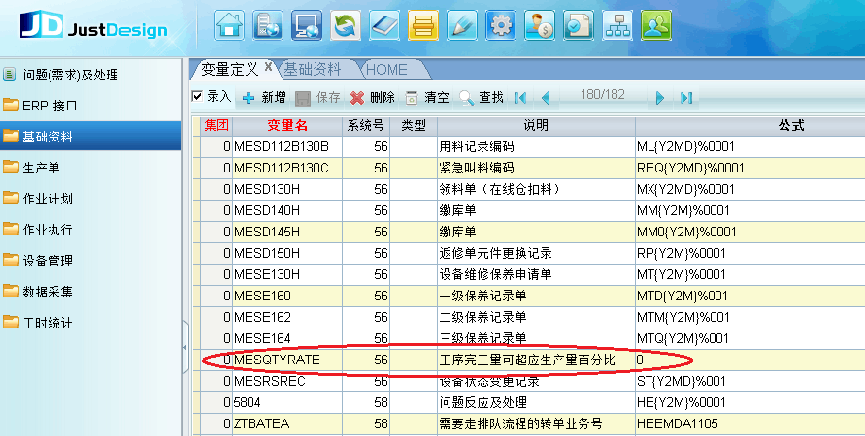 JD JustDesign
变量定义 基础资料 HOME
录入 新增 保存 删除 清空 查找 180/182
问题(需求)及处理
ERP 接口
基础资料
生产单
作业计划
作业执行
设备管理
数据采集
工时统计
集团 变量名 系统号 类型 说明 公式
0 MESD112B130B 56 用料记录编码 ML{Y2MD}%0001
0 MESD112B130C 56 紧急叫料编码 REQ{Y2MD}%0001
0 MESD130H 56 领料单(在线仓扣料) MX{Y2MD}%0001
0 MESD140H 56 缴库单 MM{Y2M}%0001
0 MESD145H 56 缴库单 MM0{Y2M}%0001
0 MESD150H 56 返修单元件更换记录 RP{Y2M}%0001
0 MESE130H 56 设备维修保养申请单 MT{Y2M}%0001
0 MESE160 56 一级保养记录单 MTD{Y2M}%001
0 MESE162 56 二级保养记录单 MTM{Y2M}%001
0 MESE164 56 三级保养记录单 MTQ{Y2M}%001
0 MESQTYRATE 56 工序完工量可超应生产量百分比 0
0 MESRSREC 56 设备状态变更记录 ST{Y2MD}%001
0 5804 58 问题反应及处理 HE{Y2M}%0001
0 ZTBATEA 58 需要走排队流程的转单业务号 HEEMDA1105